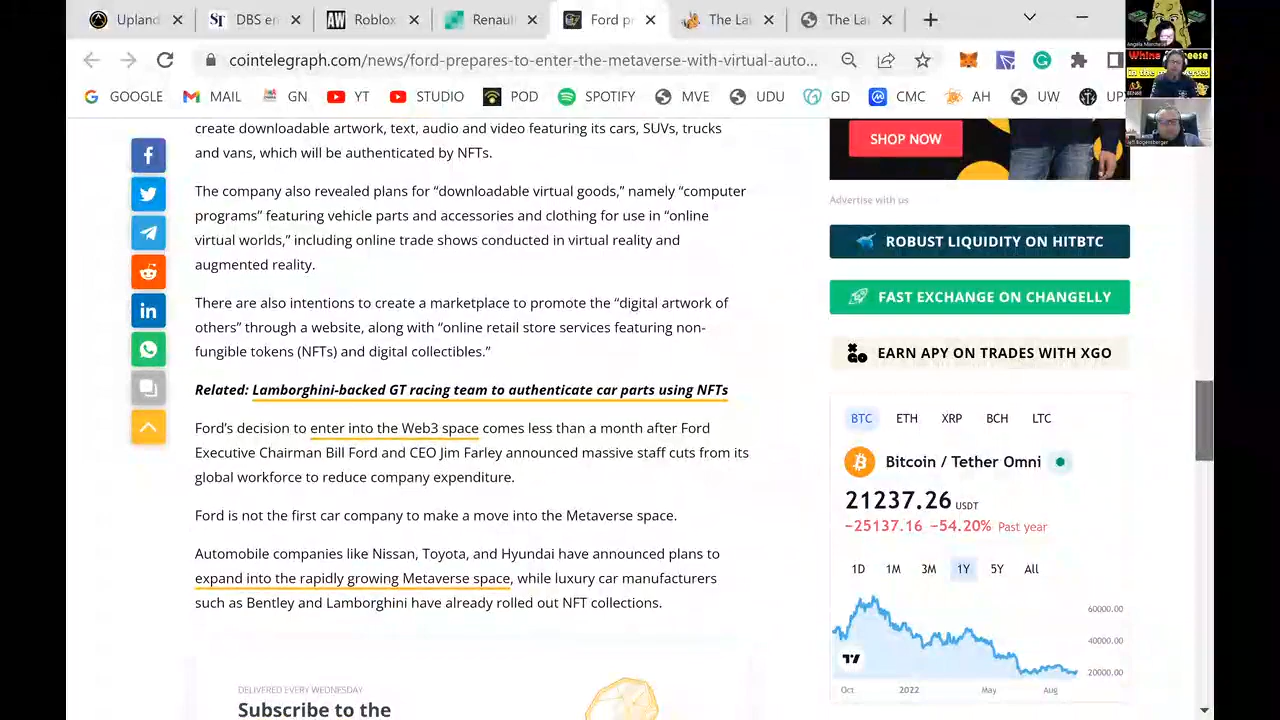 Upland
DBS en
Roblox
Renault
Ford pr
The La
The La
cointelegraph.com/news/fo to-enter-the-metaverse-with-virtual-auto...
GOOGLE
MAIL
GN
YT
SPOTIFY
EDU
GD
CMC
AH
UW
SHOP NOW
Advertise with us
create downloadable artwork, text, audio and video featuring its cars, SUVs, trucks
and vans, which will be authenticated by NFTs.
The company also revealed plans for “downloadable virtual goods,” namely “computer
programs” featuring vehicle parts and accessories and clothing for use in “online
virtual worlds,” including online trade shows conducted in virtual reality and
augmented reality.
There are also intentions to create a marketplace to promote the “digital artwork of
others” through a website, along with “online retail store services featuring non-
fungible tokens (NFTs) and digital collectibles.”
Related: Lamborghini-backed GT racing team to authenticate car parts using NFTs
Ford’s decision to enter into the Web3 space comes less than a month after Ford
Executive Chairman Bill Ford and CEO Jim Farley announced massive staff cuts from its
global workforce to reduce company expenditure.
Ford is not the first car company to make a move into the Metaverse space.
Automobile companies like Nissan, Toyota, and Hyundai have announced plans to
expand into the rapidly growing Metaverse space, while luxury car manufacturers
such as Bentley and Lamborghini have already rolled out NFT collections.
DELIVERED EVERY WEDNESDAY
Subscribe to the
ROBUST LIQUIDITY ON HITBTC
FAST EXCHANGE ON CHANGELLY
XGO
EARN APY ON TRADES WITH XGO
BTC ETH XRP BCH LTC
Bitcoin / Tether Omni
21237.26 USDT
−25137.16 −54.20% Past year
1D 1M 3M 1Y 5Y All
60000.00
40000.00
20000.00
Oct 2022 May Aug